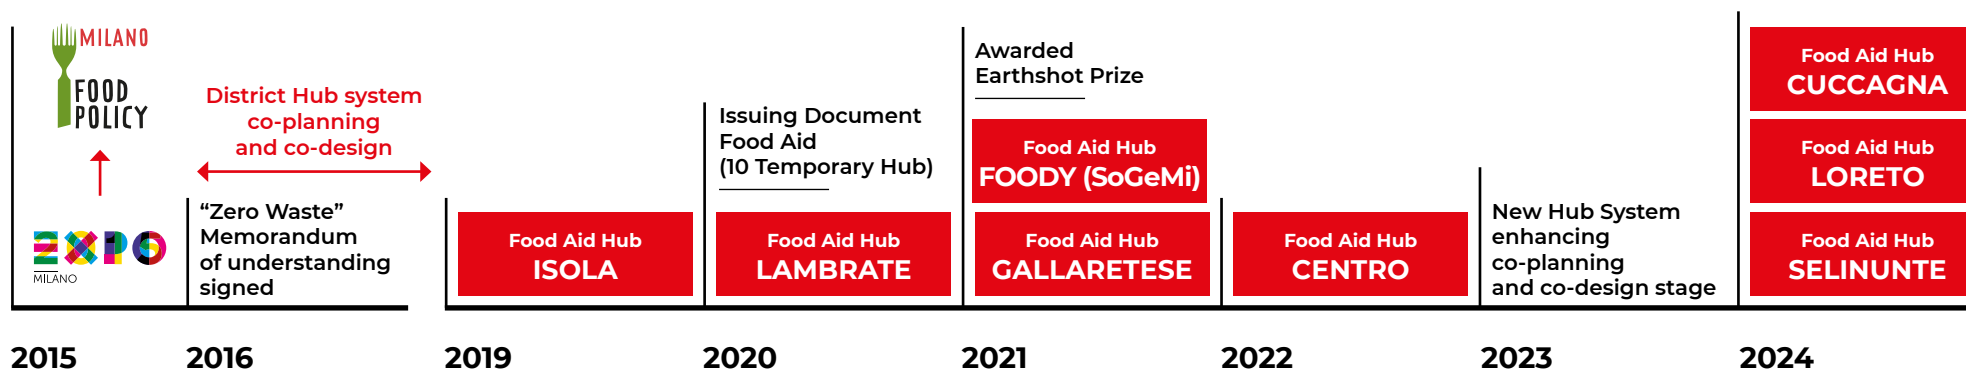 MILANO
FOOD
POLICY
EXPO
MILANO
District Hub system
co-planning
and co-design
“Zero Waste”
Memorandum
of understanding
signed
Food Aid Hub
ISOLA
Issuing Document
Food Aid
(10 Temporary Hub)
Food Aid Hub
LAMBRATE
Awarded
Earthshot Prize
Food Aid Hub
FOODY (SoGeMi)
Food Aid Hub
GALLARETESE
Food Aid Hub
CENTRO
New Hub System
enhancing
co-planning
and co-design stage
Food Aid Hub
CUCCAGNA
Food Aid Hub
LORETO
Food Aid Hub
SELINUNTE
2015 2016 2019 2020 2021 2022 2023 2024